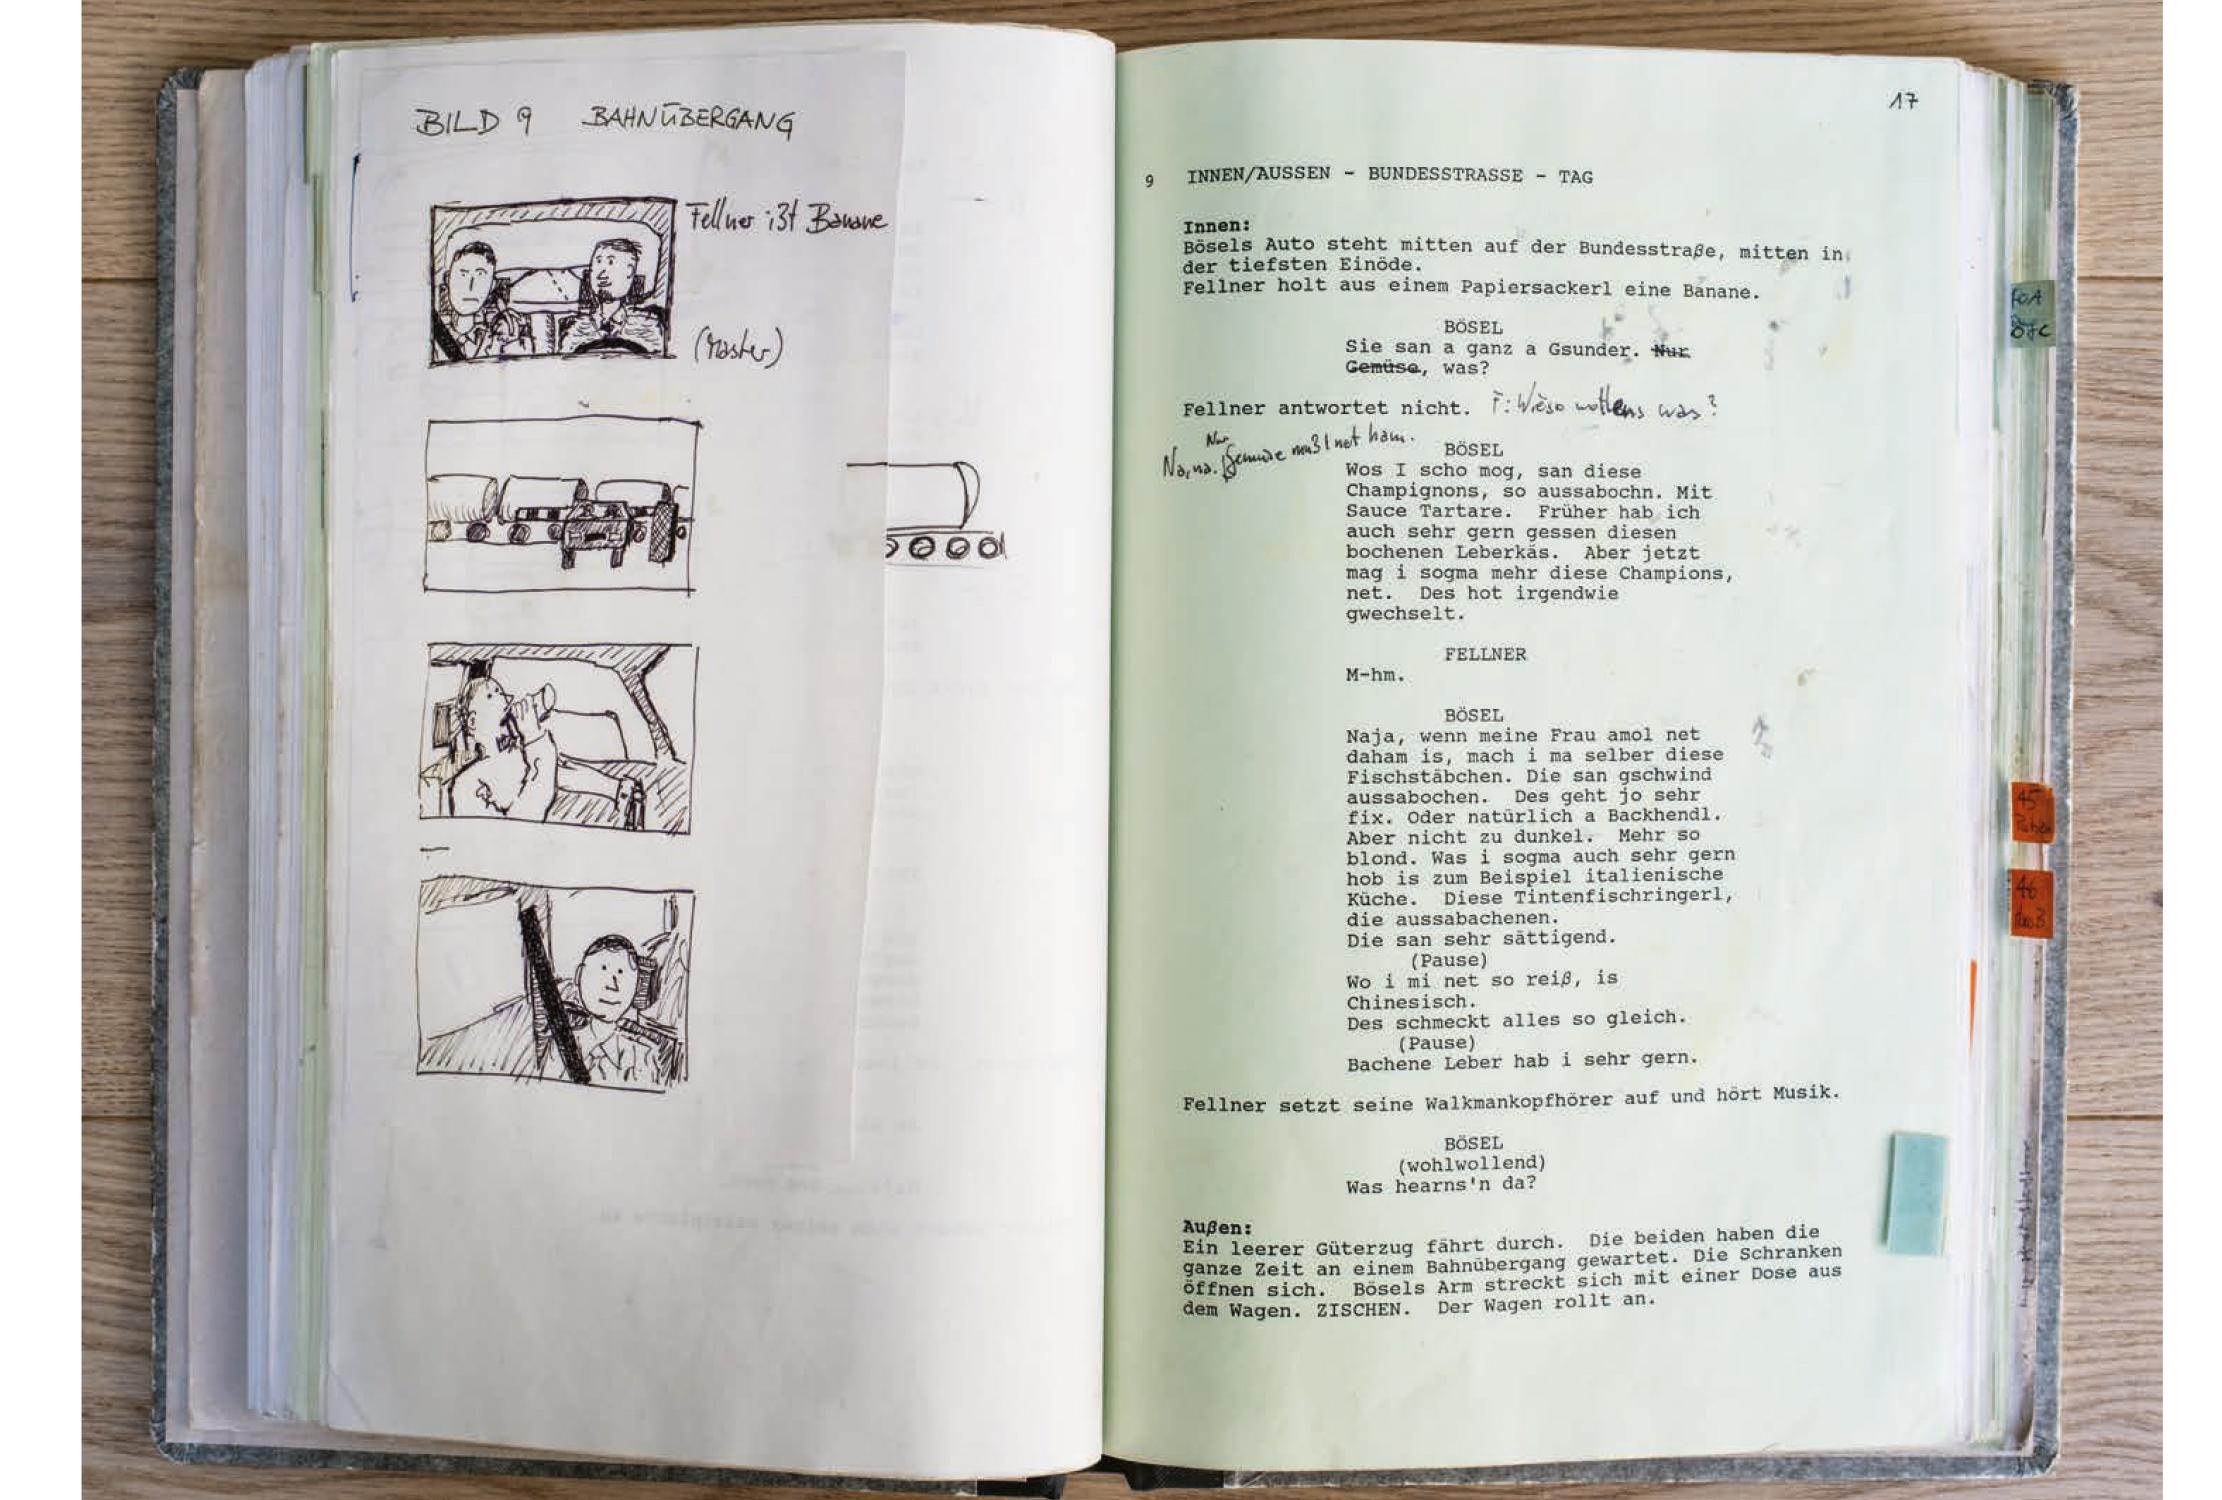 BILD 9 BAHNÜBERGANG
Fellner ißt Banane
(Master)
17
9 INNEN/AUSSEN - BUNDESSTRASSE - TAG
Innen:
Bösels Auto steht mitten auf der Bundesstraße, mitten in
der tiefsten Einöde.
Fellner holt aus einem Papiersackerl eine Banane.
BÖSEL
Sie san a ganz a Gsunder. Nur
Gemüse, was?
Fellner antwortet nicht. F: Wieso wollens was?
Na, na. Nur Gemüse muß I net ham.
BÖSEL
Wos I scho mog, san diese
Champignons, so aussabochn. Mit
Sauce Tartare. Früher hab ich
auch sehr gern gessen diesen
bochenen Leberkäs. Aber jetzt
mag i sogma mehr diese Champions,
net. Des hot irgendwie
gwechselt.
FELLNER
M-hm.
BÖSEL
Naja, wenn meine Frau amol net
daham is, mach i ma selber diese
Fischstäbchen. Die san gschwind
aussabochen. Des geht jo sehr
fix. Oder natürlich a Backhendl.
Aber nicht zu dunkel. Mehr so
blond. Was i sogma auch sehr gern
hob is zum Beispiel italienische
Küche. Diese Tintenfischringerl,
die aussabachenen.
Die san sehr sättigend.
(Pause)
Wo i mi net so reiß, is
Chinesisch.
Des schmeckt alles so gleich.
(Pause)
Bachene Leber hab i sehr gern.
Fellner setzt seine Walkmankopfhörer auf und hört Musik.
BÖSEL
(wohlwollend)
Was hearns'n da?
Außen:
Ein leerer Güterzug fährt durch. Die beiden haben die
ganze Zeit an einem Bahnübergang gewartet. Die Schranken
öffnen sich. Bösels Arm streckt sich mit einer Dose aus
dem Wagen. ZISCHEN. Der Wagen rollt an.
45
46